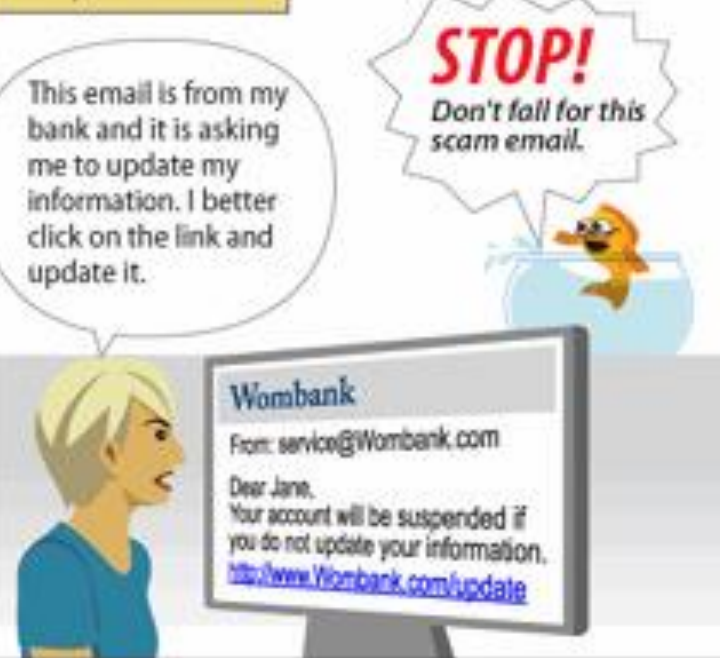 This email is from my
bank and it is asking
me to update my
information. I better
click on the link and
update it.
STOP!
Don't fall for this
scam email.
Wombank
From: service@Wombank.com
Dear Jane,
Your account will be suspended if
you do not update your information.
http://www.Wombank.com/update